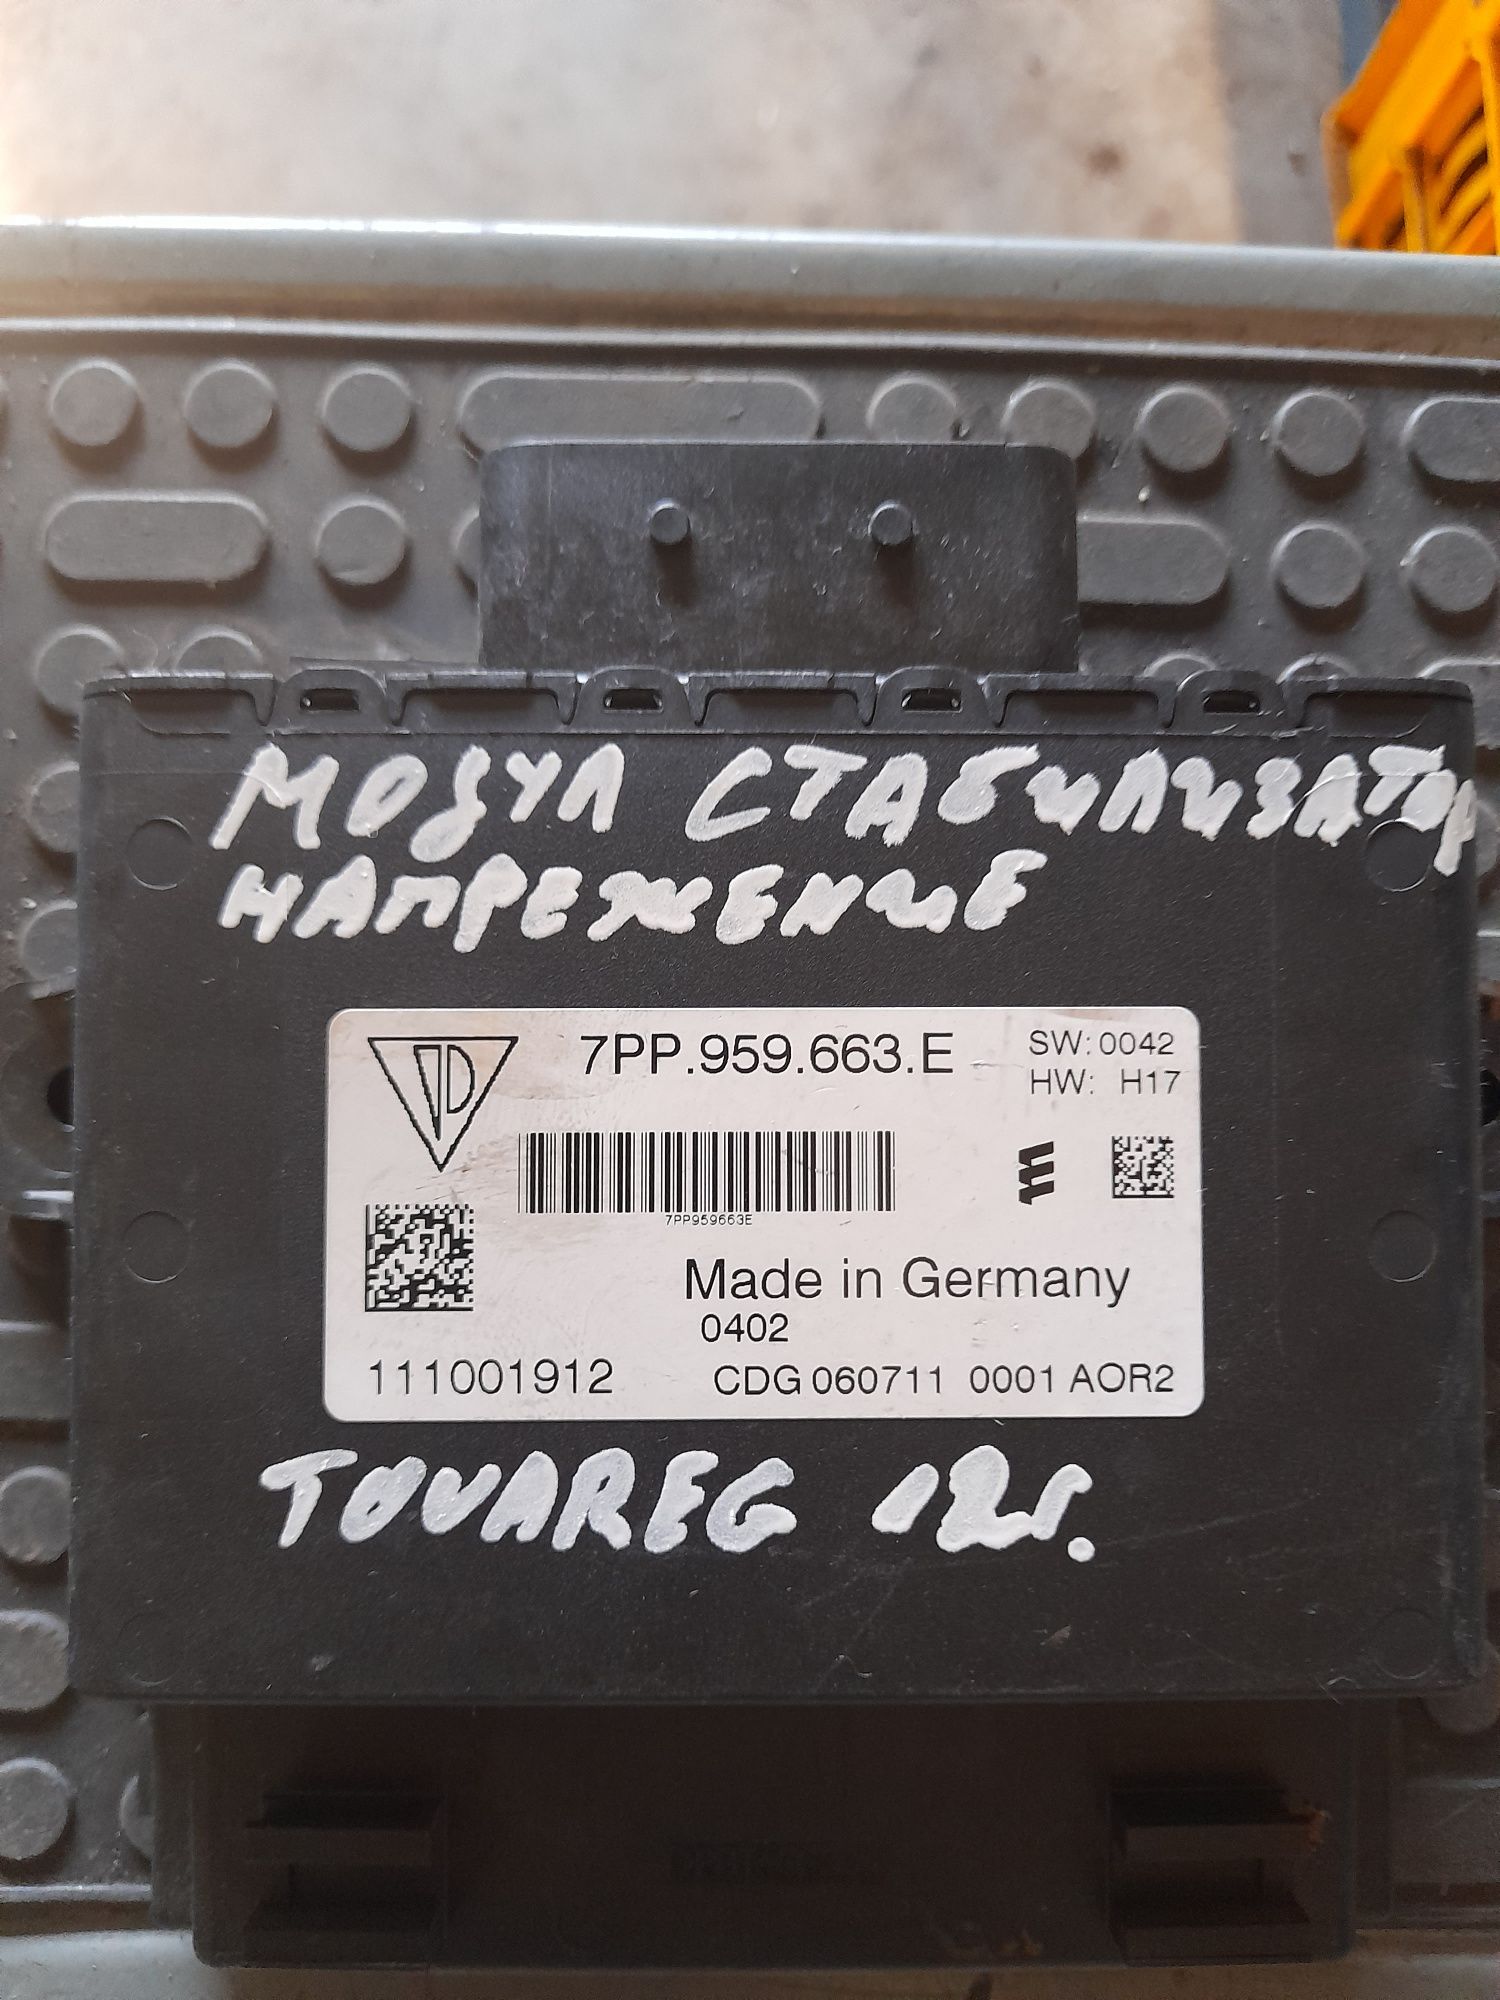 МОДУЛ СТАБИЛИЗАТОР
НАПРЕЖЕНИЕ
7PP.959.663.E
SW: 0042
HW: H17
7PP959663E
Made in Germany
0402
111001912
CDG 060711 0001 AOR2
TOUAREG 12г.